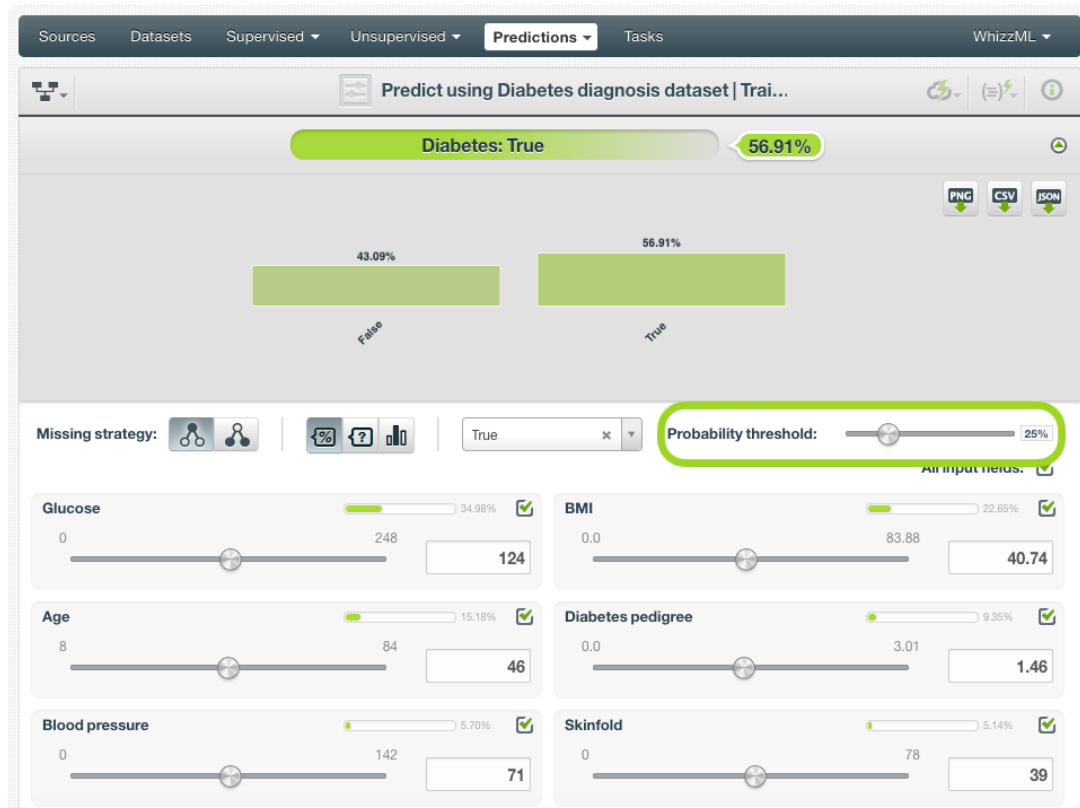 Sources Datasets Supervised Unsupervised Predictions Tasks WhizzML
Predict using Diabetes diagnosis dataset | Trai...
Diabetes: True 56.91%
PNG CSV JSON
43.09% 56.91%
False True
Missing strategy: % ? True × Probability threshold: 25%
All input fields:
Glucose 34.98% BMI 22.65%
0 248 0.0 83.88
124 40.74
Age 15.18% Diabetes pedigree 9.35%
8 84 0.0 3.01
46 1.46
Blood pressure 5.70% Skinfold 5.14%
0 142 0 78
71 39